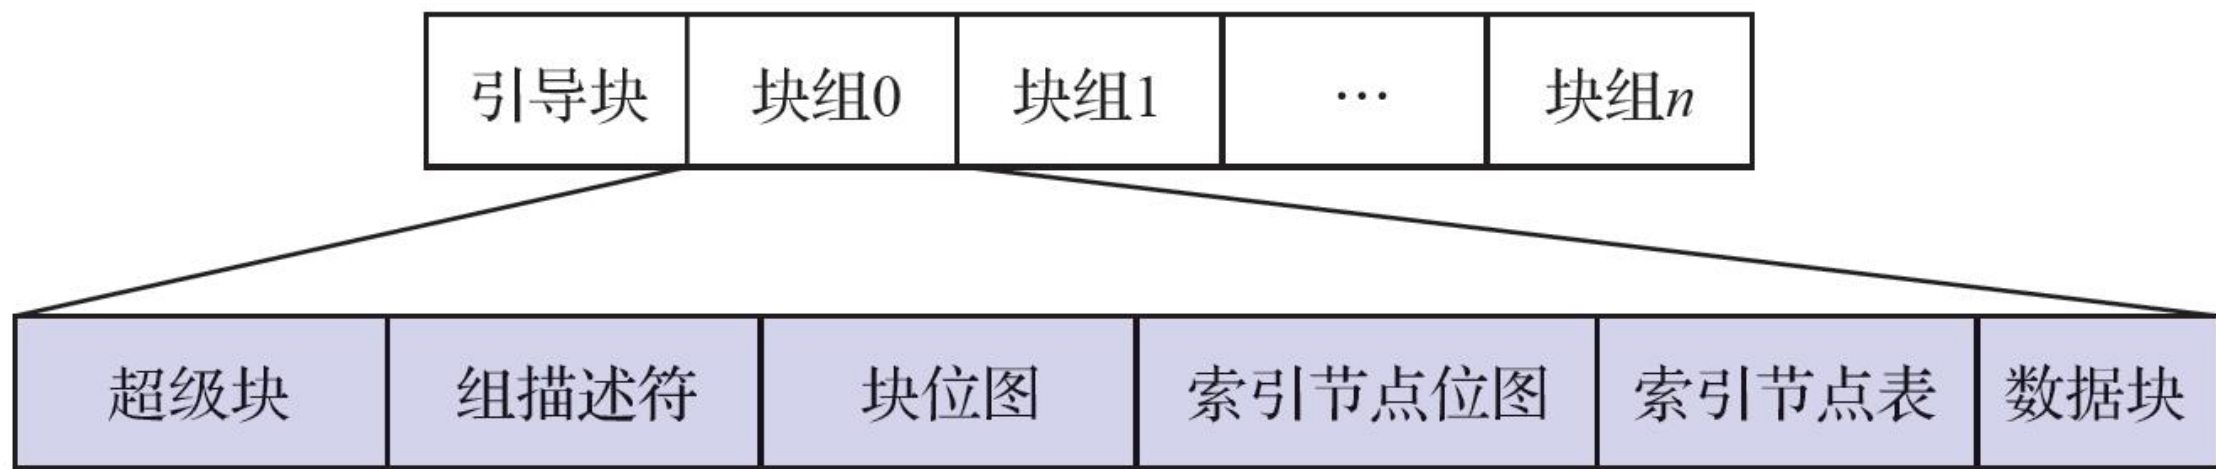 引导块 块组0 块组1 … 块组n
超级块 组描述符 块位图 索引节点位图 索引节点表 数据块